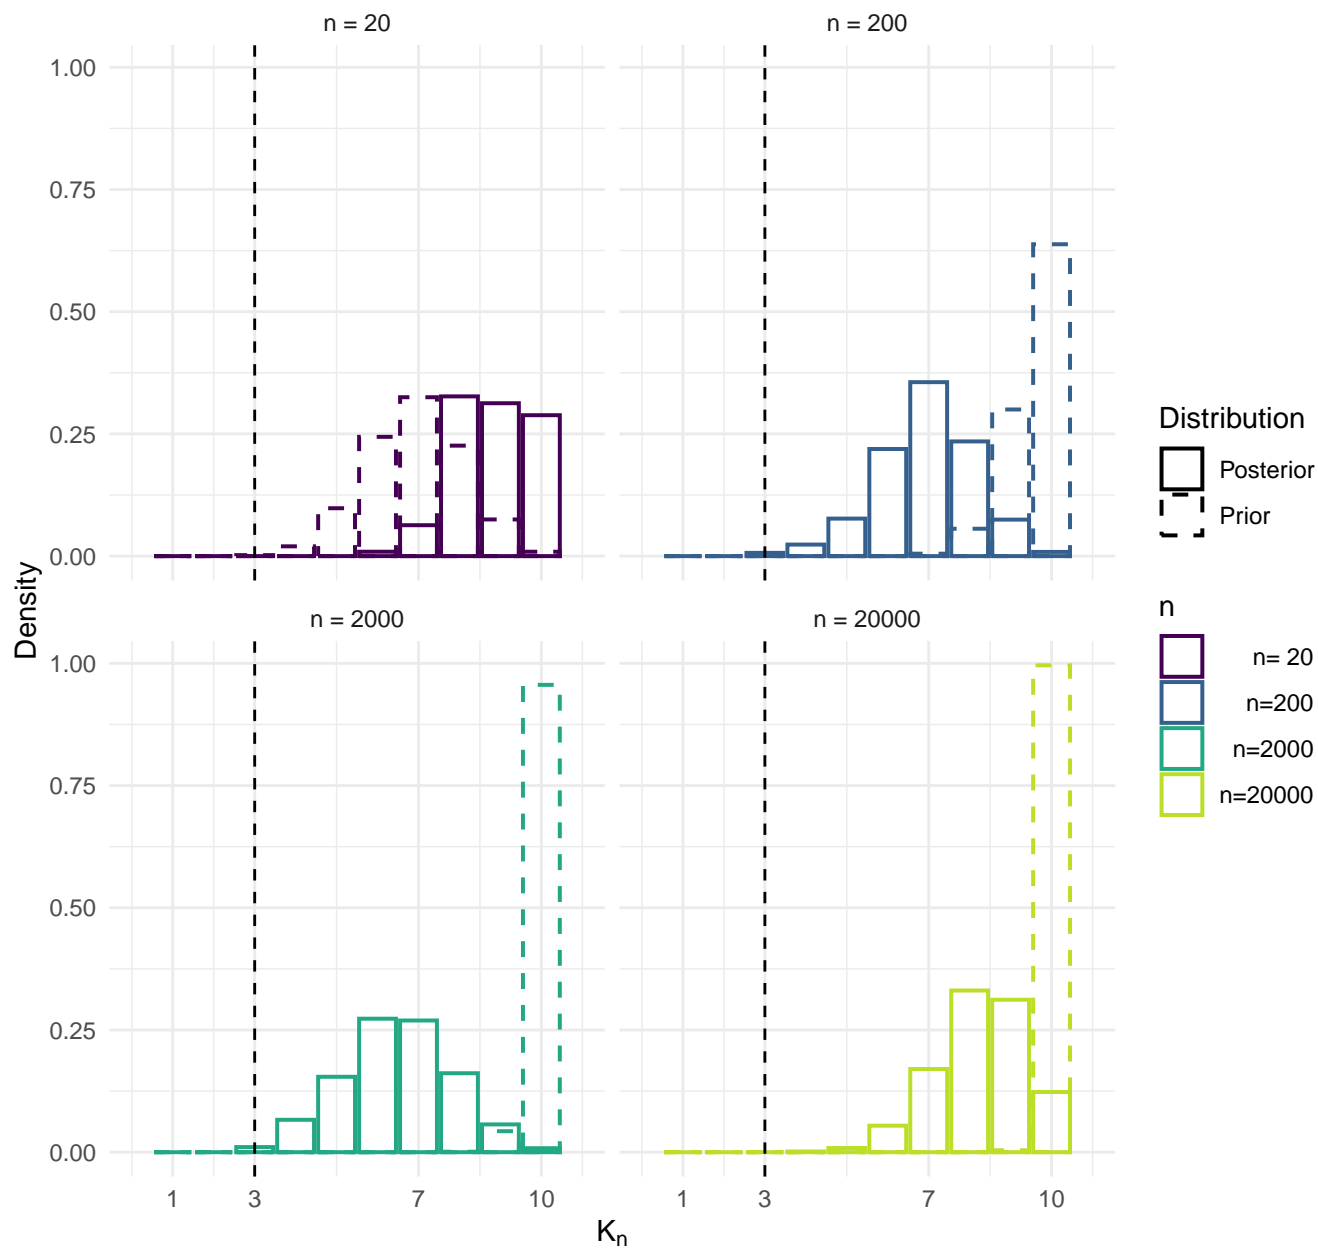 n = 20
n = 200
1.00
0.75
0.50
0.25
0.00
n = 2000
n = 20000
1.00
0.75
0.50
0.25
0.00
1 3 7 10
1 3 7 10
Density
Kn
Distribution
Posterior
Prior
n
n= 20
n=200
n=2000
n=20000